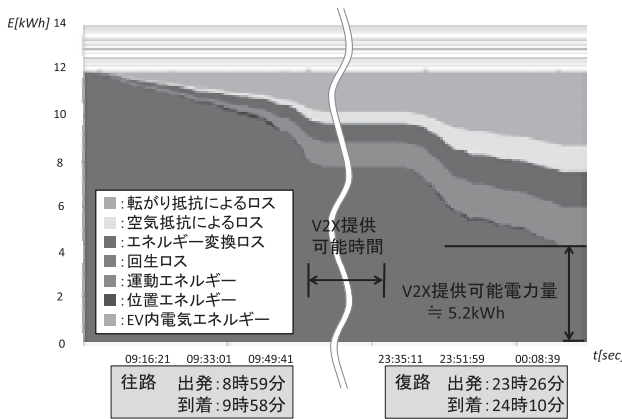 E[kWh] 14
12
10
8
6
4
2
0
■:転がり抵抗によるロス
■:空気抵抗によるロス
■:エネルギー変換ロス
■:回生ロス
■:運動エネルギー
■:位置エネルギー
■:EV内電気エネルギー
V2X提供
可能時間
V2X提供可能電力量
≒ 5.2kWh
09:16:21 09:33:01 09:49:41 23:35:11 23:51:59 00:08:39 t[sec]
往路 出発:8時59分
到着:9時58分
復路 出発:23時26分
到着:24時10分